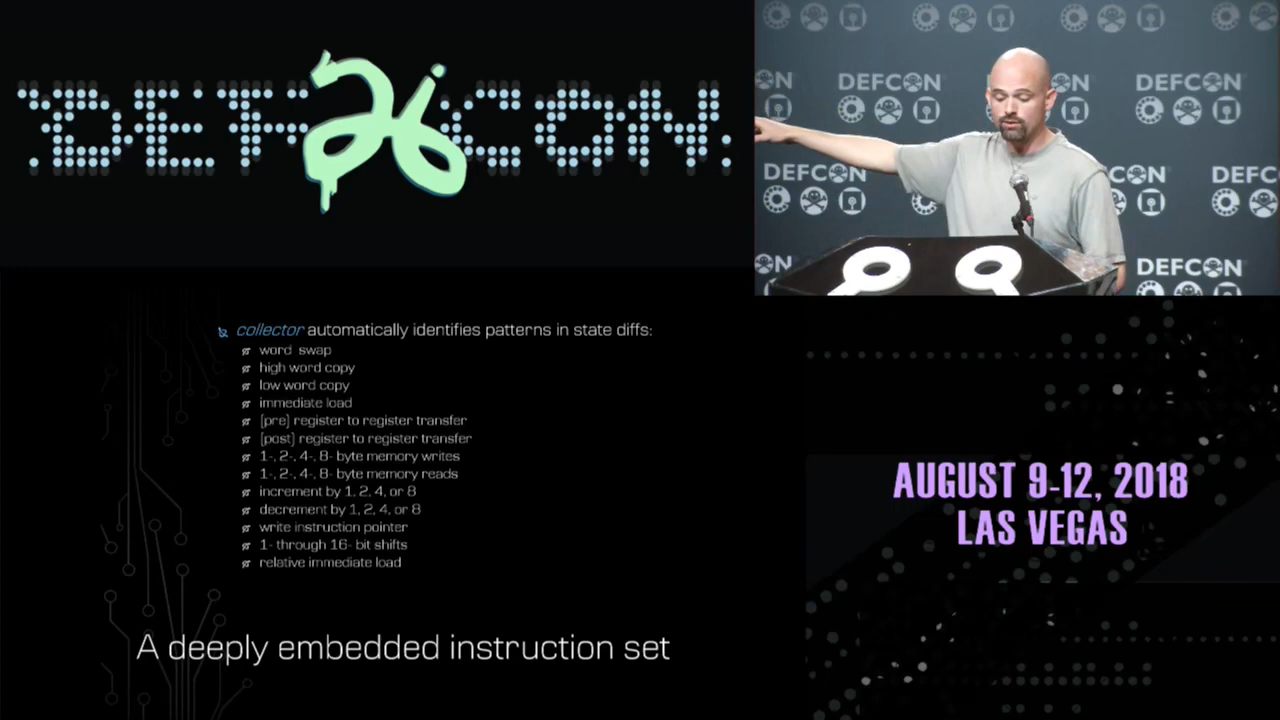 DEF 26 CON
collector automatically identifies patterns in state diffs:
word swap
high word copy
low word copy
immediate load
[pre] register to register transfer
[post] register to register transfer
1-, 2-, 4-, 8- byte memory writes
1-, 2-, 4-, 8- byte memory reads
increment by 1, 2, 4, or 8
decrement by 1, 2, 4, or 8
write instruction pointer
1- through 16- bit shifts
relative immediate load
A deeply embedded instruction set
DEFCON
DEFCON
DEFCON
DEFCON
DEFCON
AUGUST 9-12, 2018
LAS VEGAS